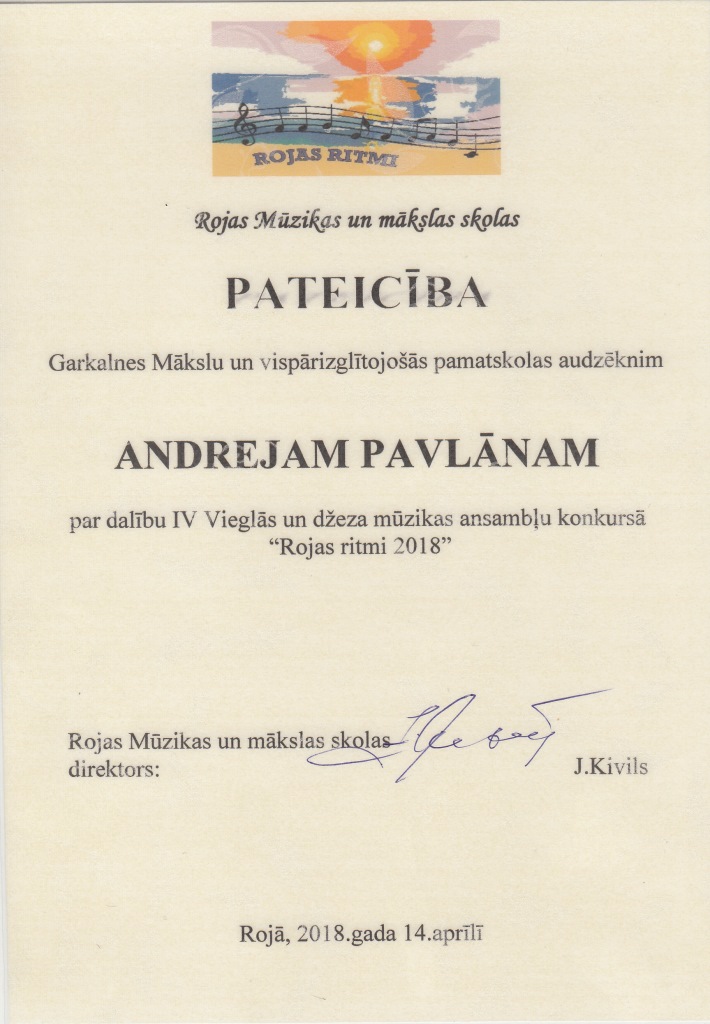 ROJAS RITMI
Rojas Mūzikas un mākslas skolas
PATEICĪBA
Garkalnes Mākslu un vispārizglītojošās pamatskolas audzēknim
ANDREJAM PAVLĀNAM
par dalību IV Vieglās un džeza mūzikas ansambļu konkursā
“Rojas ritmi 2018”
Rojas Mūzikas un mākslas skolas
direktors:
J.Kivils
Rojā, 2018.gada 14.aprīlī